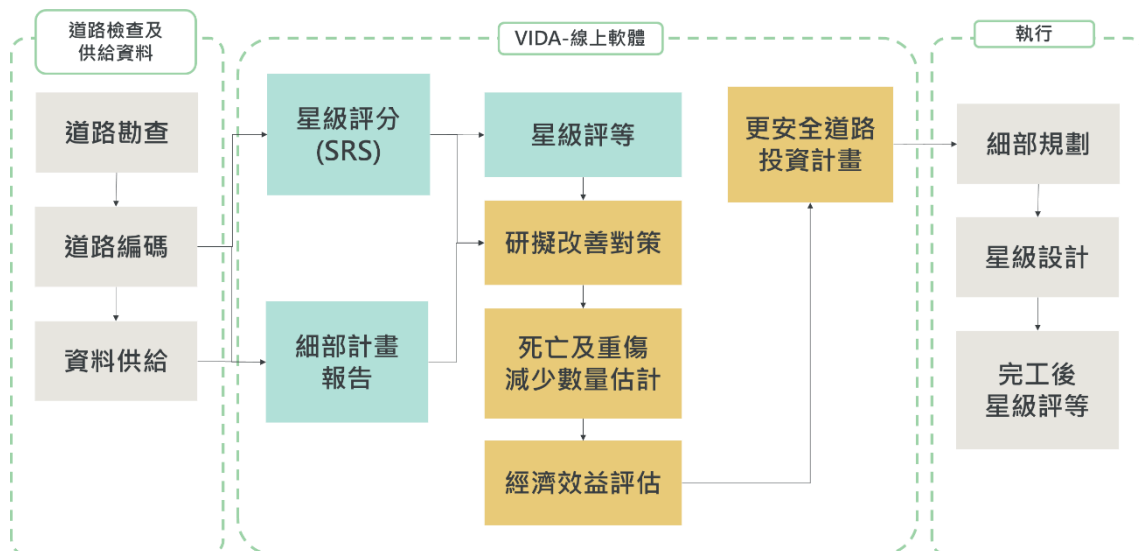 道路檢查及
供給資料
道路勘查
道路編碼
資料供給
VIDA-線上軟體
星級評分
(SRS)
細部計畫
報告
星級評等
研擬改善對策
死亡及重傷
減少數量估計
經濟效益評估
更安全道路
投資計畫
執行
細部規劃
星級設計
完工後
星級評等